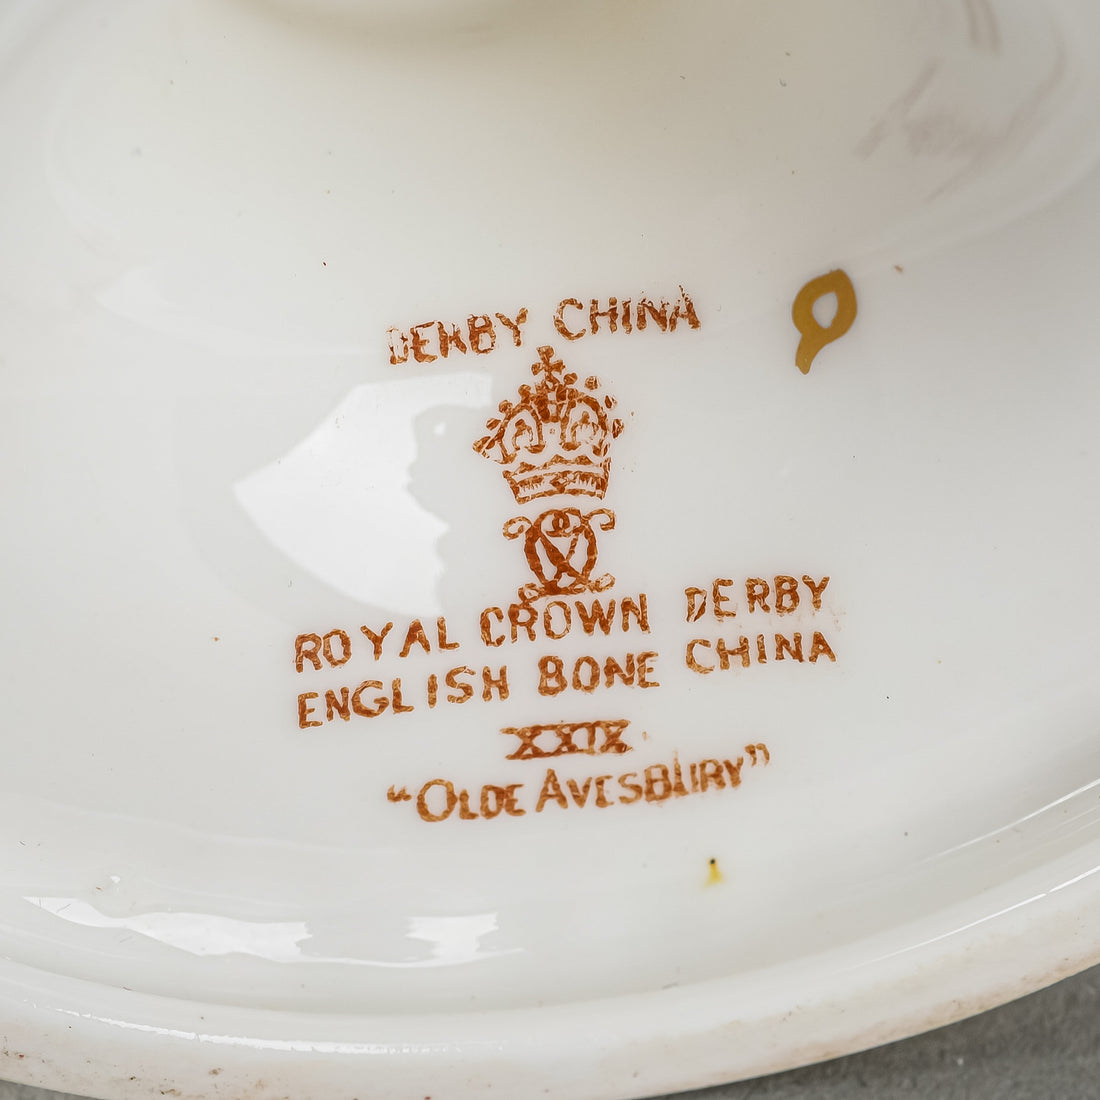 DERBY CHINA
ROYAL CROWN DERBY
ENGLISH BONE CHINA
XXIX
"OLDE AVESBURY"